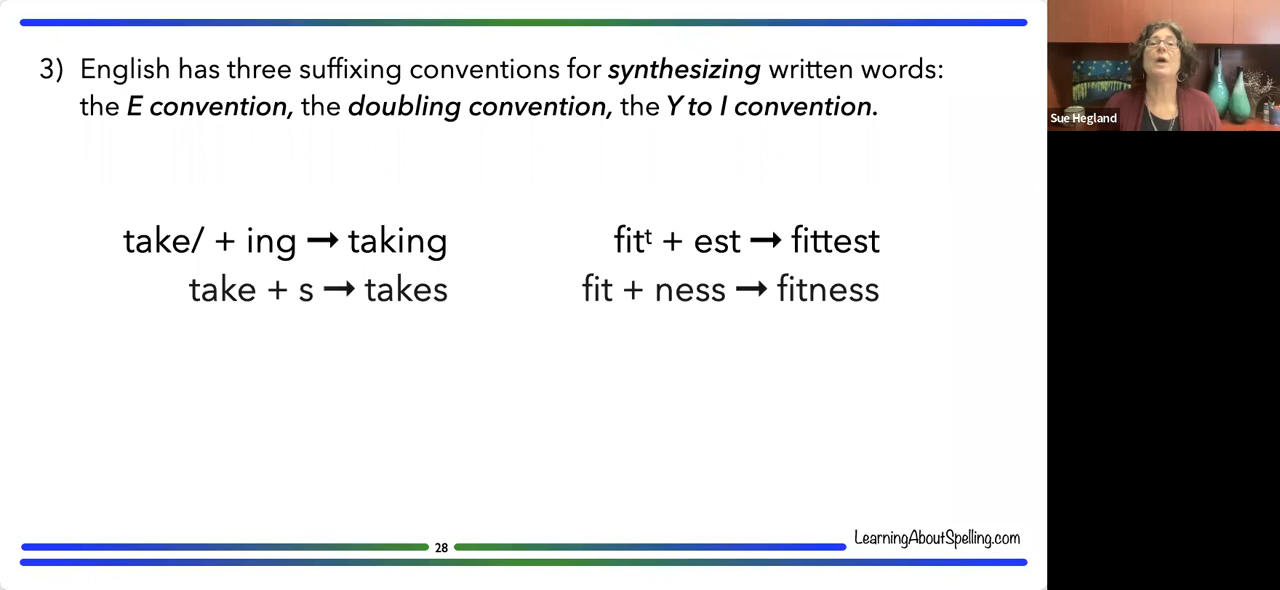 3) English has three suffixing conventions for synthesizing written words:
the E convention, the doubling convention, the Y to I convention.
take/ + ing → taking
take + s → takes
fitᵗ + est → fittest
fit + ness → fitness
28
LearningAboutSpelling.com
Sue Hegland